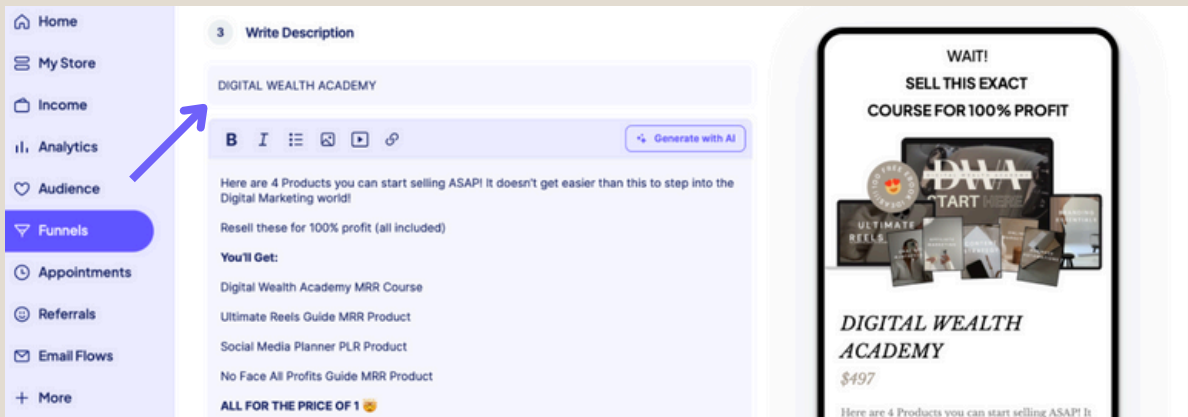 Home
My Store
Income
Analytics
Audience
Funnels
Appointments
Referrals
Email Flows
More
3 Write Description
DIGITAL WEALTH ACADEMY
B I
Generate with AI
Here are 4 Products you can start selling ASAP! It doesn't get easier than this to step into the
Digital Marketing world!
Resell these for 100% profit (all included)
You'll Get:
Digital Wealth Academy MRR Course
Ultimate Reels Guide MRR Product
Social Media Planner PLR Product
No Face All Profits Guide MRR Product
ALL FOR THE PRICE OF 1 🤯
WAIT!
SELL THIS EXACT
COURSE FOR 100% PROFIT
DWA
DIGITAL WEALTH ACADEMY
START HERE
ULTIMATE
REELS
BRANDING
ESSENTIALS
DIGITAL WEALTH
ACADEMY
$497
Here are 4 Products you can start selling ASAP! It